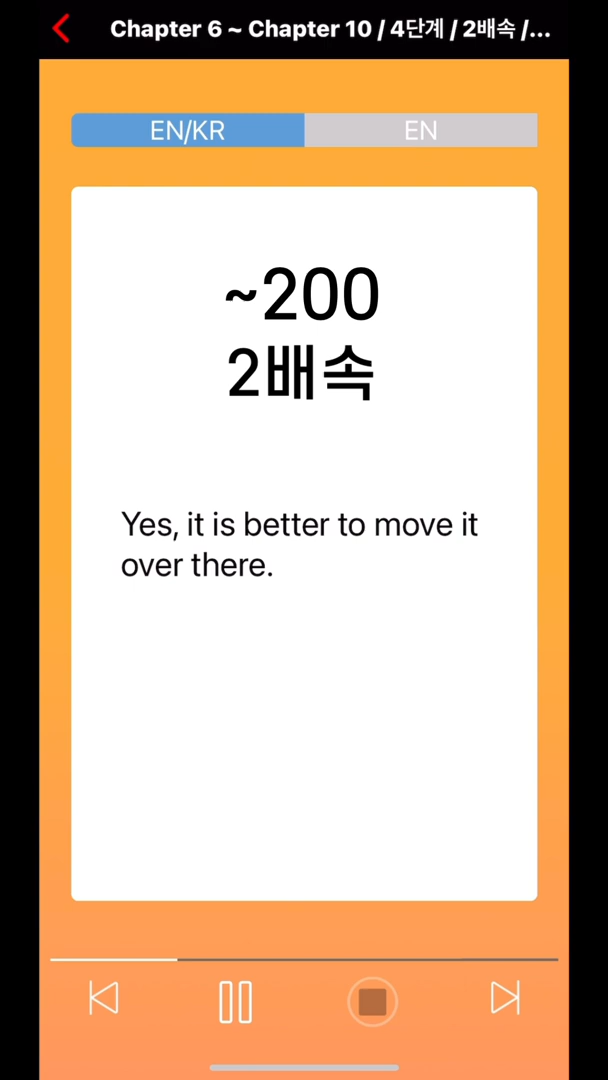 Chapter 6 ~ Chapter 10 / 4단계 / 2배속 /...
EN/KR
EN
~200
2배속
Yes, it is better to move it
over there.